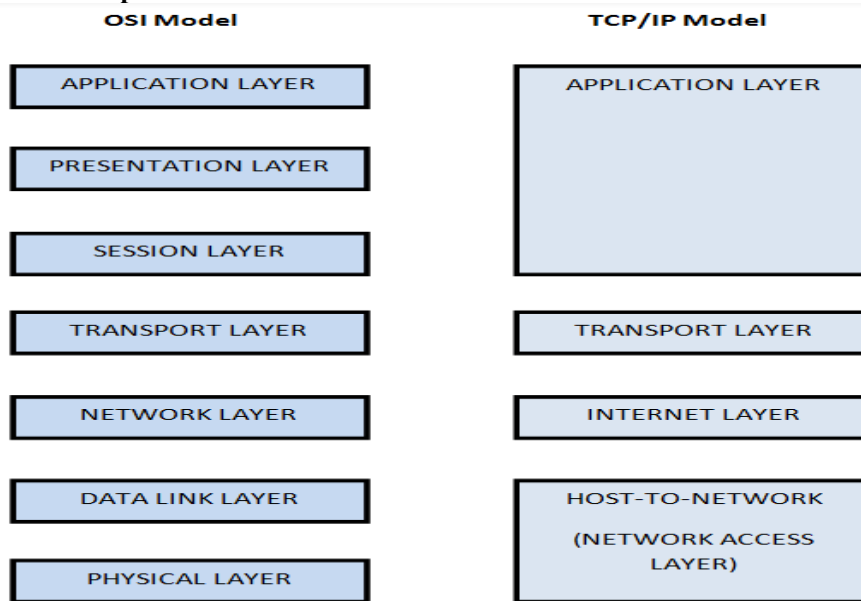 OSI Model
APPLICATION LAYER
PRESENTATION LAYER
SESSION LAYER
TRANSPORT LAYER
NETWORK LAYER
DATA LINK LAYER
PHYSICAL LAYER
TCP/IP Model
APPLICATION LAYER
TRANSPORT LAYER
INTERNET LAYER
HOST-TO-NETWORK
(NETWORK ACCESS
LAYER)